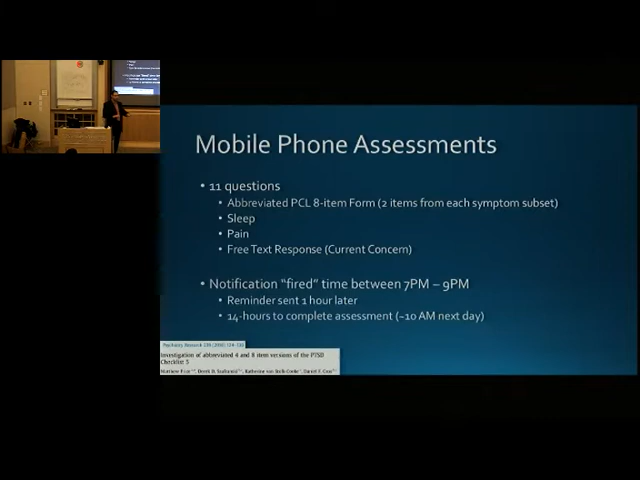 Mobile Phone Assessments
• 11 questions
• Abbreviated PCL 8-item Form (2 items from each symptom subset)
• Sleep
• Pain
• Free Text Response (Current Concern)
• Notification "fired" time between 7PM – 9PM
• Reminder sent 1 hour later
• 14-hours to complete assessment (~10 AM next day)
Psychiatry Research
Investigation of abbreviated 4 and 8 item versions of the PTSD
Checklist 5